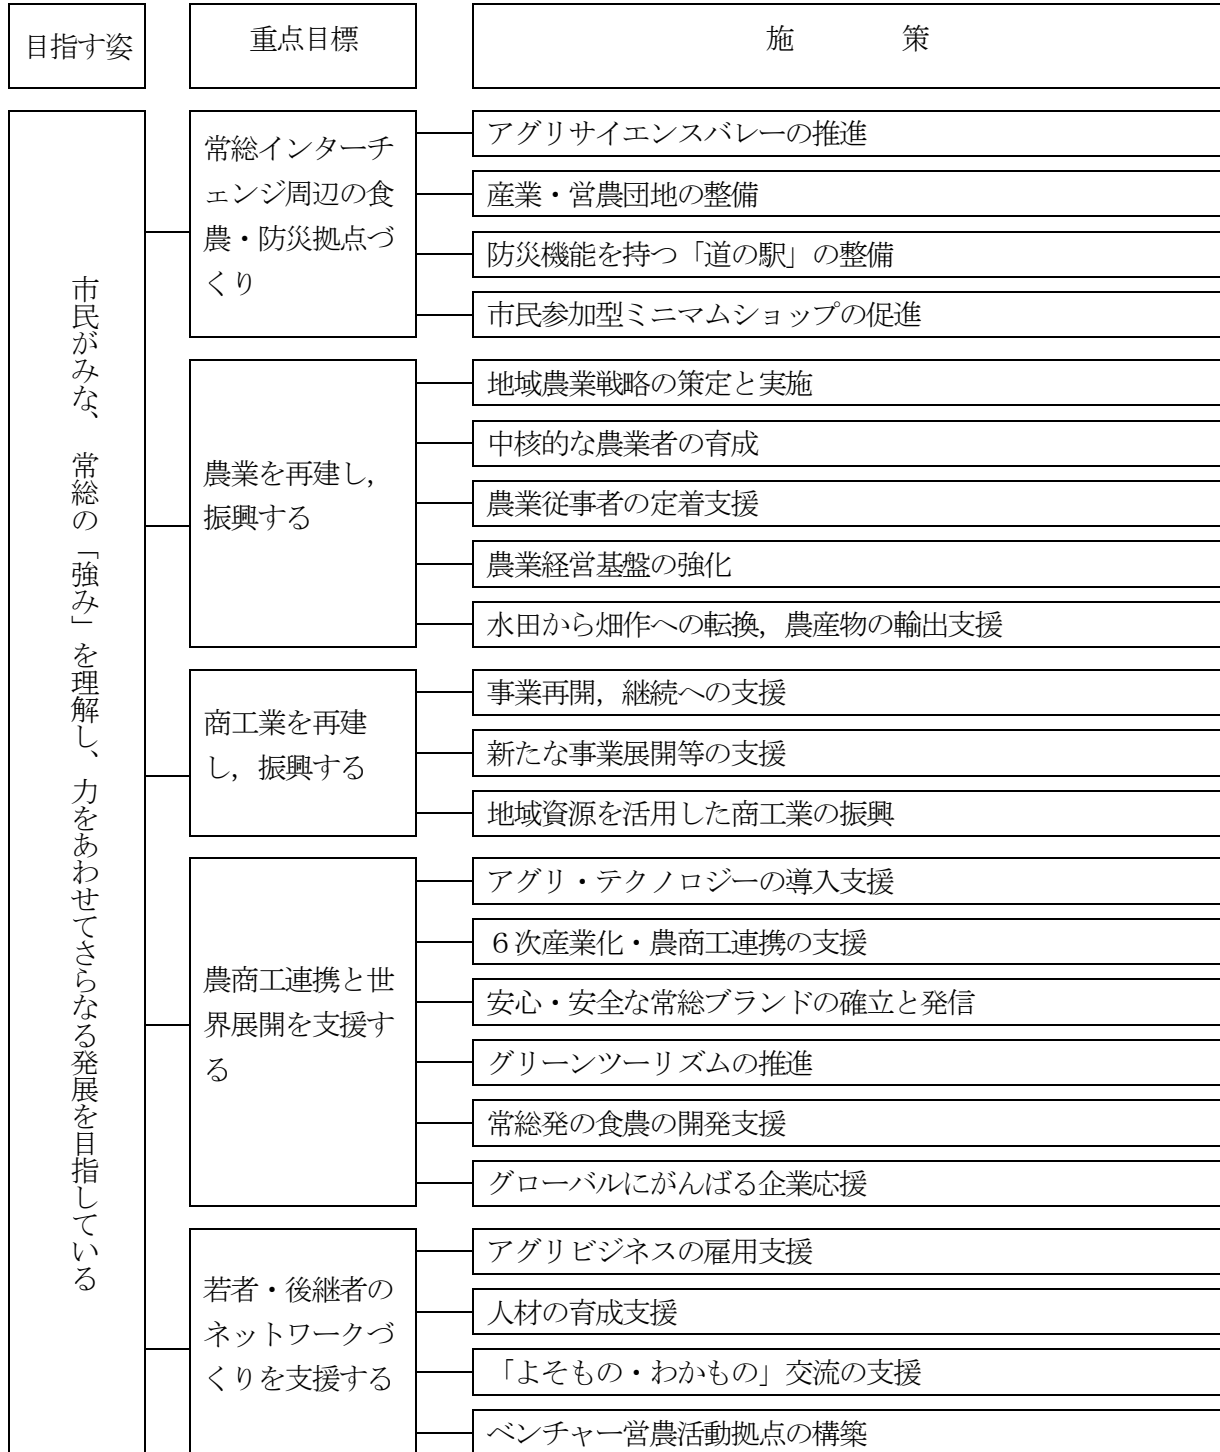 目指す姿
重点目標
施策
市民がみな、常総の「強み」を理解し、力をあわせてさらなる発展を目指している
常総インターチ
ェンジ周辺の食
農・防災拠点づ
くり
アグリサイエンスバレーの推進
産業・営農団地の整備
防災機能を持つ「道の駅」の整備
市民参加型ミニマムショップの促進
農業を再建し，
振興する
地域農業戦略の策定と実施
中核的な農業者の育成
農業従事者の定着支援
農業経営基盤の強化
水田から畑作への転換，農産物の輸出支援
商工業を再建
し，振興する
事業再開，継続への支援
新たな事業展開等の支援
地域資源を活用した商工業の振興
農商工連携と世
界展開を支援す
る
アグリ・テクノロジーの導入支援
６次産業化・農商工連携の支援
安心・安全な常総ブランドの確立と発信
グリーンツーリズムの推進
常総発の食農の開発支援
グローバルにがんばる企業応援
若者・後継者の
ネットワークづ
くりを支援する
アグリビジネスの雇用支援
人材の育成支援
「よそもの・わかもの」交流の支援
ベンチャー営農活動拠点の構築